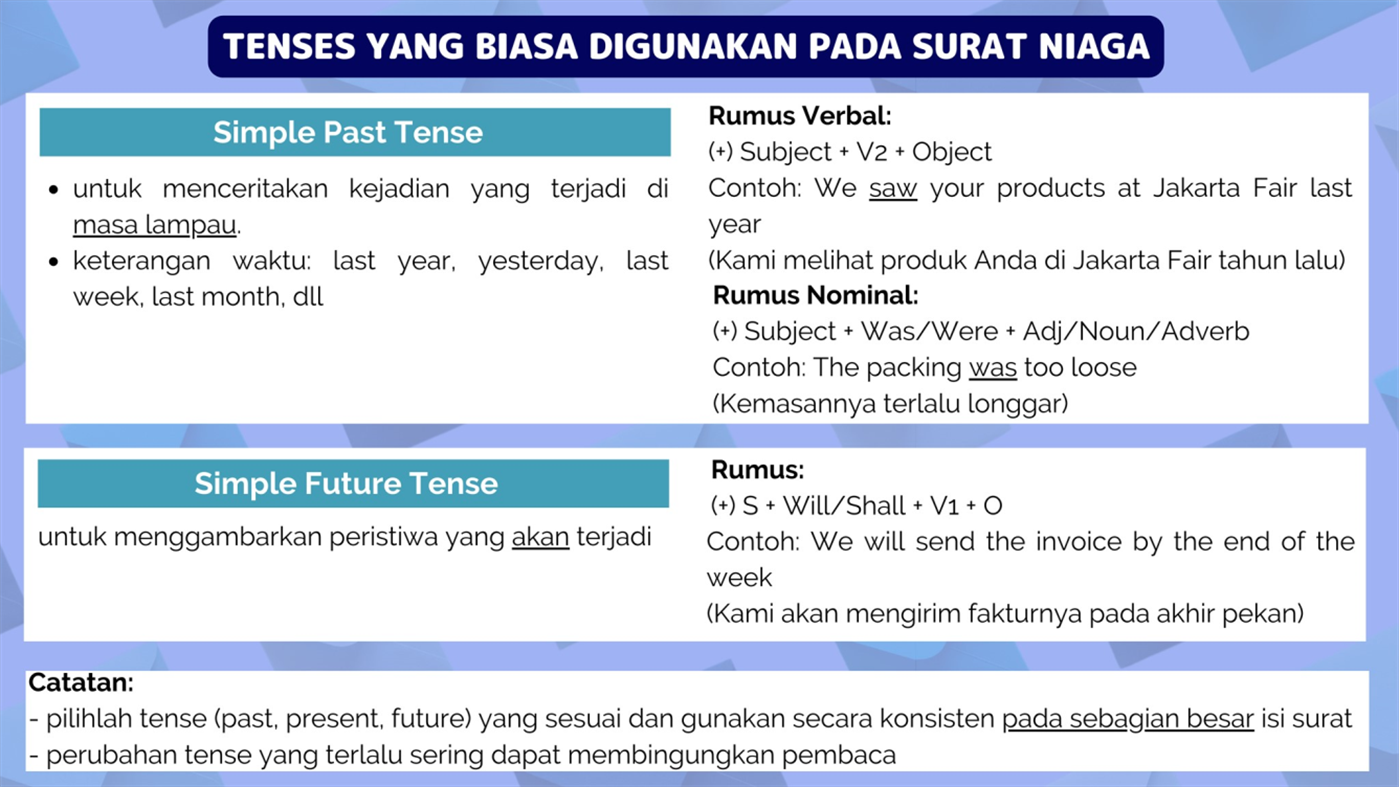 TENSES YANG BIASA DIGUNAKAN PADA SURAT NIAGA
Simple Past Tense
• untuk menceritakan kejadian yang terjadi di
masa lampau.
• keterangan waktu: last year, yesterday, last
week, last month, dll
Rumus Verbal:
(+) Subject + V2 + Object
Contoh: We saw your products at Jakarta Fair last
year
(Kami melihat produk Anda di Jakarta Fair tahun lalu)
Rumus Nominal:
(+) Subject + Was/Were + Adj/Noun/Adverb
Contoh: The packing was too loose
(Kemasannya terlalu longgar)
Simple Future Tense
untuk menggambarkan peristiwa yang akan terjadi
Rumus:
(+) S + Will/Shall + V1 + O
Contoh: We will send the invoice by the end of the
week
(Kami akan mengirim fakturnya pada akhir pekan)
Catatan:
- pilihlah tense (past, present, future) yang sesuai dan gunakan secara konsisten pada sebagian besar isi surat
- perubahan tense yang terlalu sering dapat membingungkan pembaca